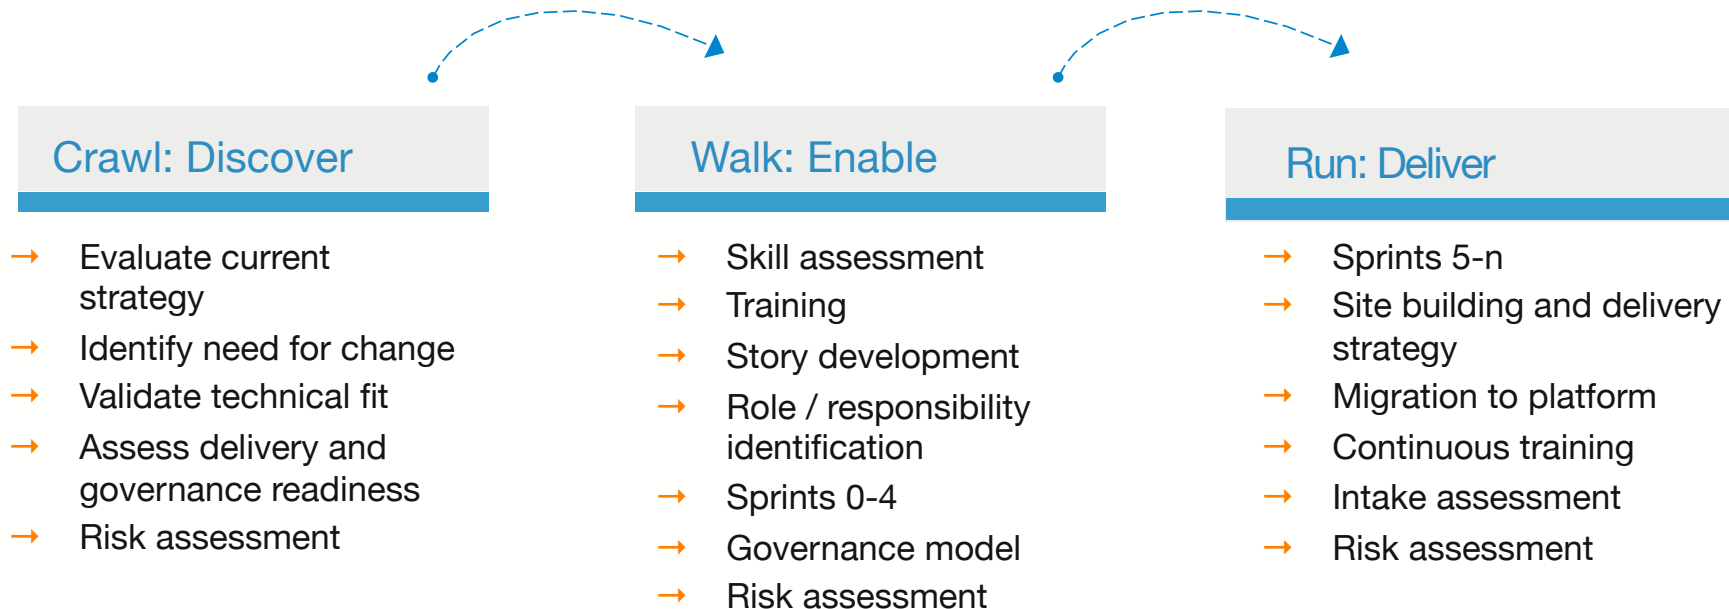 Crawl: Discover
Evaluate current
strategy
Identify need for change
Validate technical fit
Assess delivery and
governance readiness
Risk assessment
Walk: Enable
Skill assessment
Training
Story development
Role / responsibility
identification
Sprints 0-4
Governance model
Risk assessment
Run: Deliver
Sprints 5-n
Site building and delivery
strategy
Migration to platform
Continuous training
Intake assessment
Risk assessment